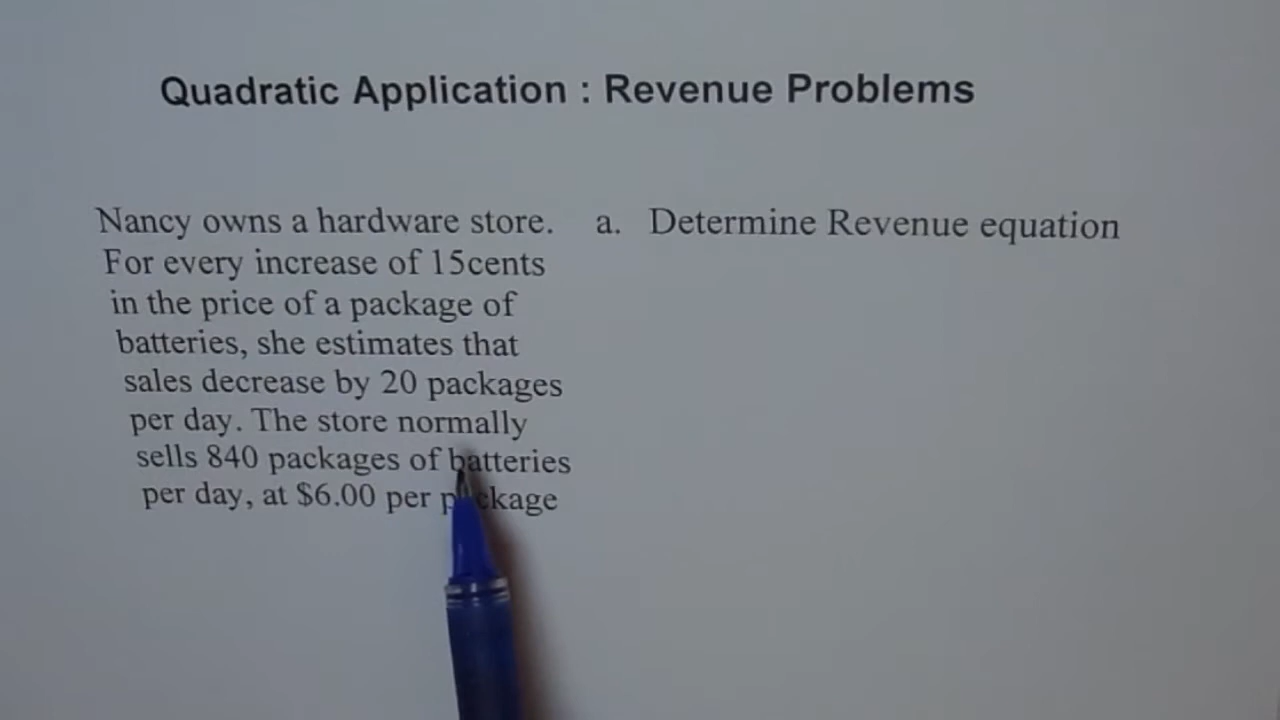 Quadratic Application : Revenue Problems
Nancy owns a hardware store.
For every increase of 15cents
in the price of a package of
batteries, she estimates that
sales decrease by 20 packages
per day. The store normally
sells 840 packages of batteries
per day, at $6.00 per package
a. Determine Revenue equation